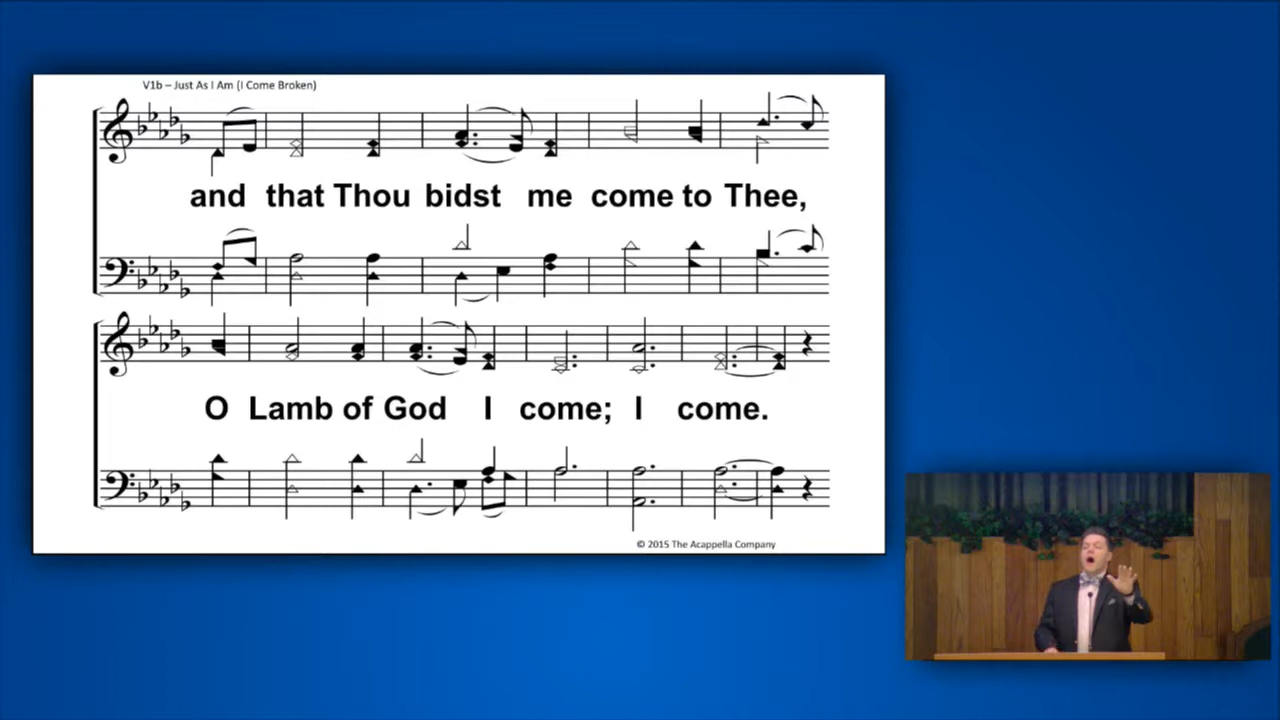 V1b – Just As I Am (I Come Broken)
and that Thou bidst me come to Thee,
O Lamb of God I come; I come.
© 2015 The Acappella Company